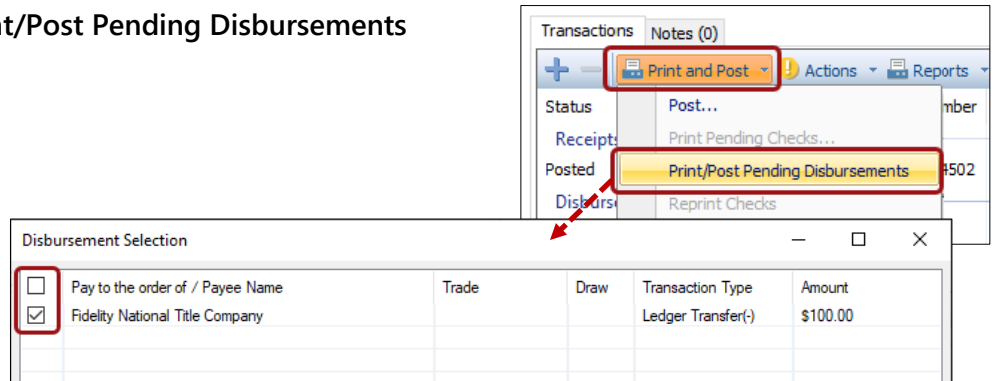 t/Post Pending Disbursements
Transactions Notes (0)
Print and Post Actions Reports
Status Post... mber
Receipts Print Pending Checks...
Posted Print/Post Pending Disbursements 4502
Disburse Reprint Checks
Disbursement Selection
Pay to the order of / Payee Name Trade Draw Transaction Type Amount
Fidelity National Title Company Ledger Transfer(-) $100.00